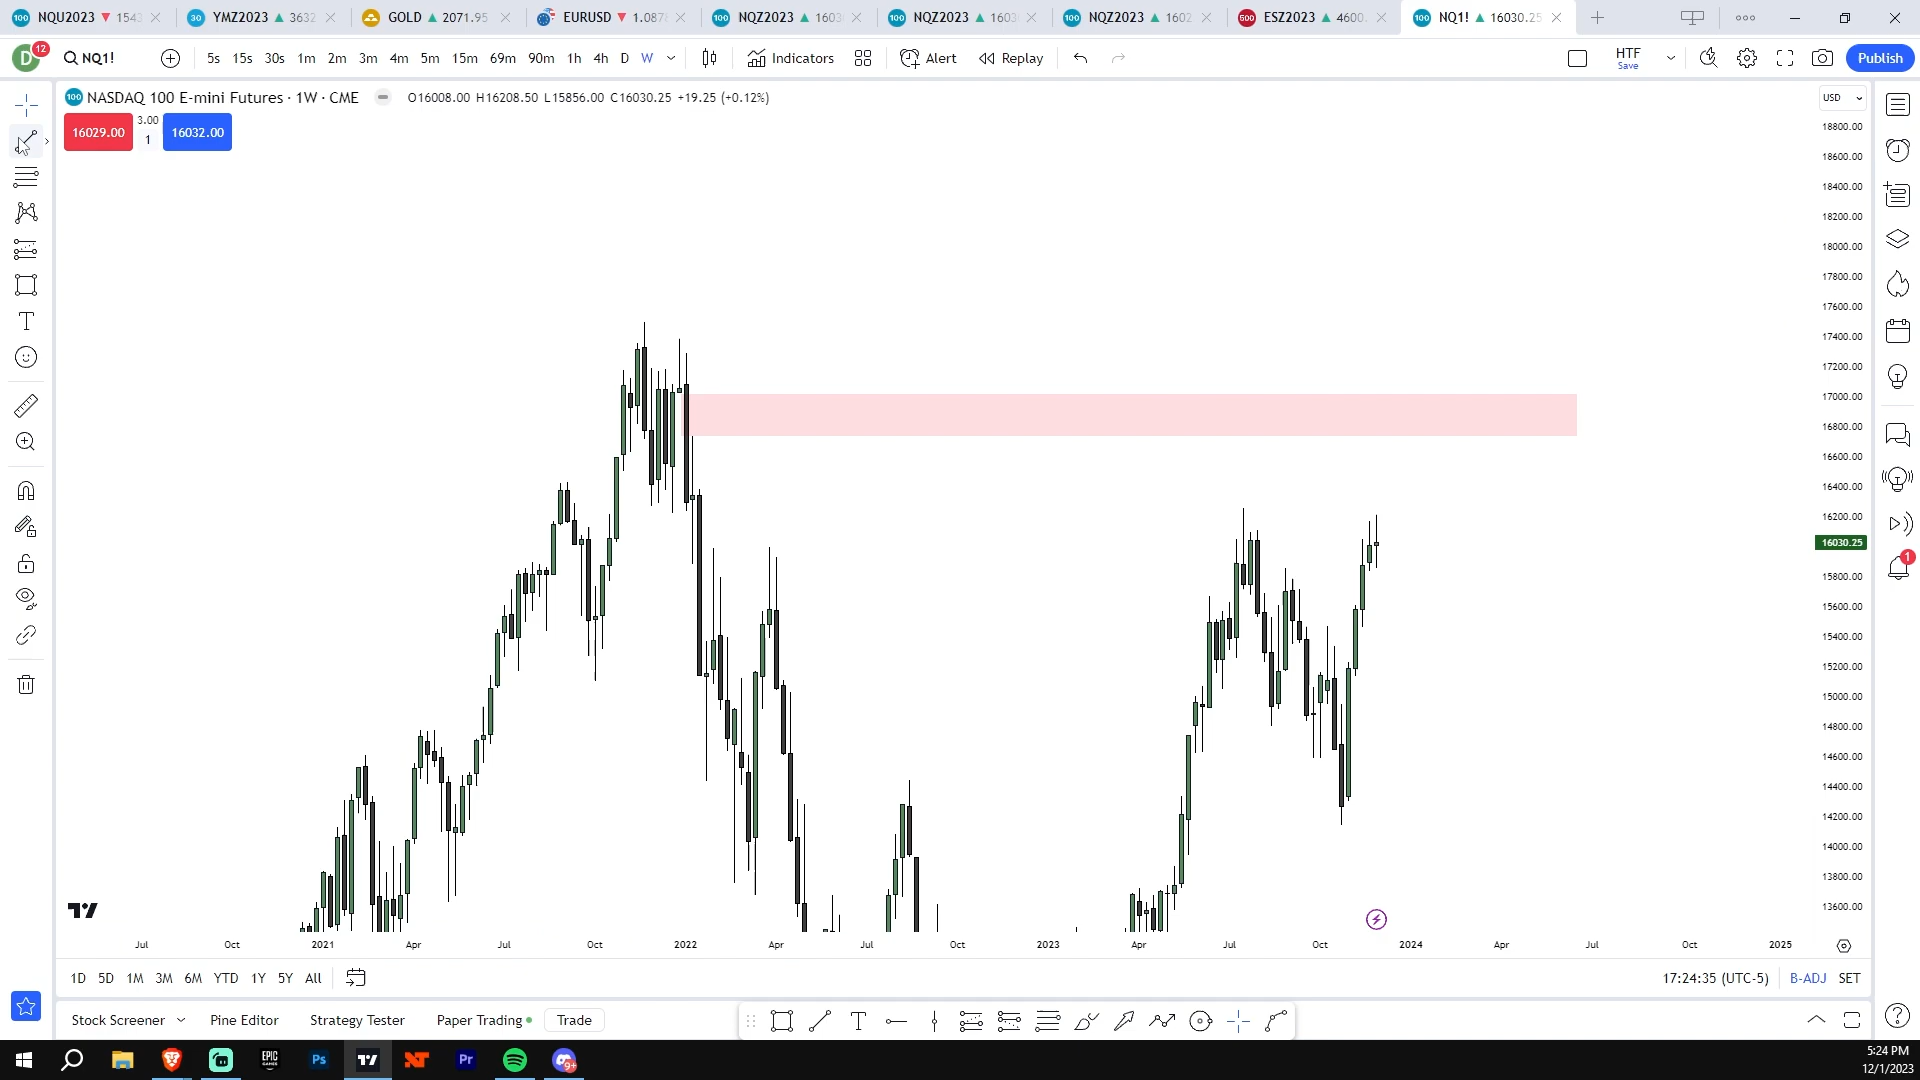 NQU2023 ▼ 154
YMZ2023 ▲ 3632
GOLD ▲ 2071.95
EURUSD ▼ 1.087
NQZ2023 ▲ 1603
NQZ2023 ▲ 1603
NQZ2023 ▲ 1602
ESZ2023 ▲ 4600.
NQ1! ▲ 16030.25
D 12
NQ1!
5s 15s 30s 1m 2m 3m 4m 5m 15m 69m 90m 1h 4h D W
Indicators
Alert
Replay
HTF
Save
Publish
NASDAQ 100 E-mini Futures · 1W · CME
O16008.00 H16208.50 L15856.00 C16030.25 +19.25 (+0.12%)
16029.00
3.00
1
16032.00
USD
18800.00
18600.00
18400.00
18200.00
18000.00
17800.00
17600.00
17400.00
17200.00
17000.00
16800.00
16600.00
16400.00
16200.00
16030.25
15800.00
15600.00
15400.00
15200.00
15000.00
14800.00
14600.00
14400.00
14200.00
14000.00
13800.00
13600.00
1
Jul Oct 2021 Apr Jul Oct 2022 Apr Jul Oct 2023 Apr Jul Oct 2024 Apr Jul Oct 2025
1D 5D 1M 3M 6M YTD 1Y 5Y All
17:24:35 (UTC-5)
B-ADJ SET
Stock Screener
Pine Editor
Strategy Tester
Paper Trading
Trade
EPIC GAMES
Ps
Pr
9+
5:24 PM
12/1/2023